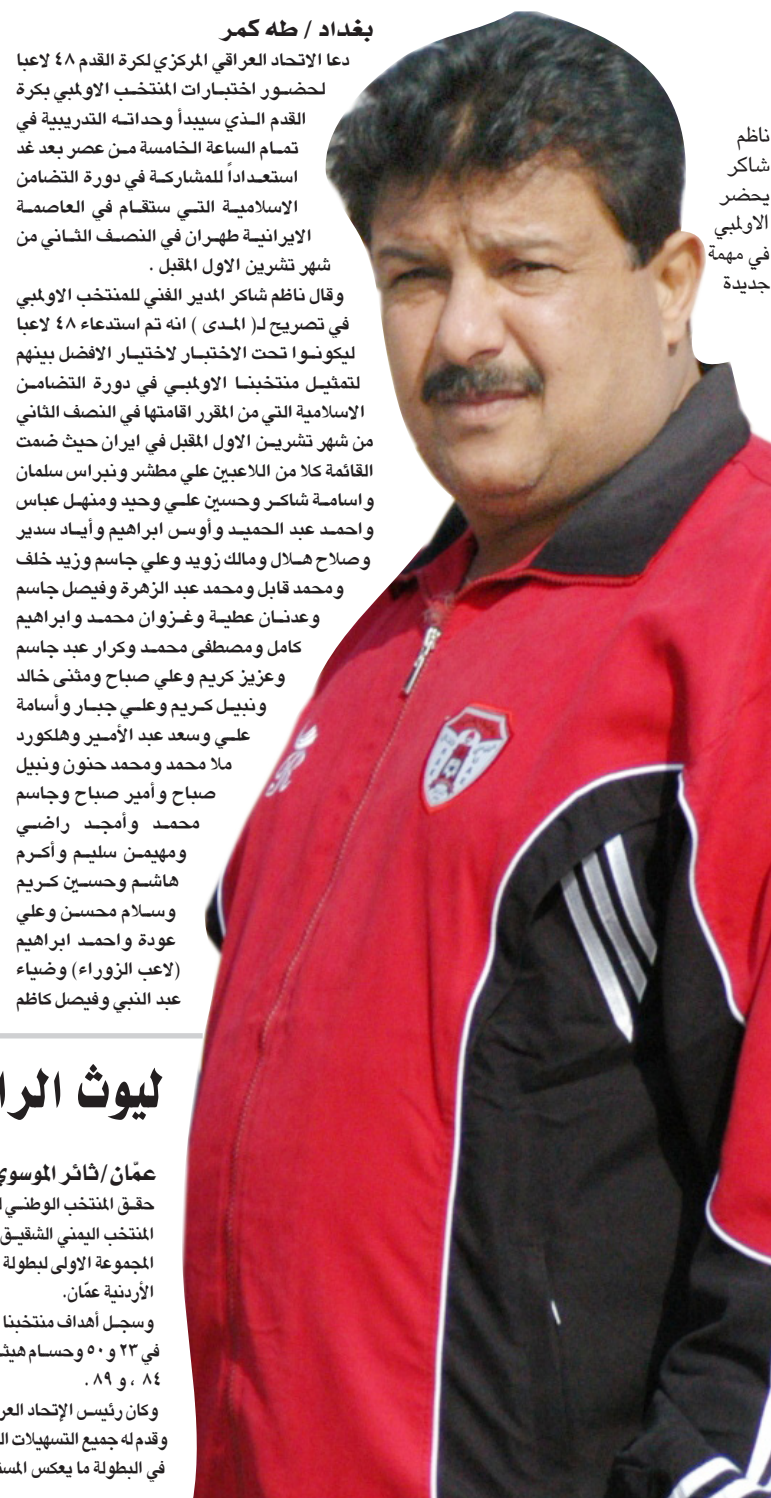 بغداد / طه كمر
دعا الاتحاد العراقي المركزي لكرة القدم ٤٨ لاعبا
لحضور اختبارات المنتخب الاولمبي بكرة
القدم الذي سيبدأ وحداته التدريبية في
تمام الساعة الخامسة من عصر بعد غد
استعداداً للمشاركة في دورة التضامن
الاسلامية التي ستقام في العاصمة
الايرانية طهران في النصف الثاني من
شهر تشرين الاول المقبل .
وقال ناظم شاكر المدير الفني للمنتخب الاولمبي
في تصريح لـ( المدى ) انه تم استدعاء ٤٨ لاعبا
ليكونوا تحت الاختبار لاختيار الافضل بينهم
لتمثيل منتخبنا الاولمبي في دورة التضامن
الاسلامية التي من المقرر اقامتها في النصف الثاني
من شهر تشرين الاول المقبل في ايران حيث ضمت
القائمة كلا من اللاعبين علي مطشر ونبراس سلمان
واسامة شاكر وحسين علي وحيد ومنهل عباس
واحمد عبد الحميد وأوس ابراهيم وأياد سدير
وصلاح هلال ومالك زويد وعلي جاسم وزيد خلف
ومحمد قابل ومحمد عبد الزهرة وفيصل جاسم
وعدنان عطية وغزوان محمد وابراهيم
كامل ومصطفى محمد وكرار عبد جاسم
وعزيز كريم وعلي صباح ومثنى خالد
ونبيل كريم وعلي جبار وأسامة
علي وسعد عبد الأمير وهلكورد
ملا محمد ومحمد حنون ونبيل
صباح وأمير صباح وجاسم
محمد وأمجد راضي
ومهيمن سليم وأكرم
هاشم وحسين كريم
وسلام محسن وعلي
عودة واحمد ابراهيم
(لاعب الزوراء) وضياء
عبد النبي وفيصل كاظم
ناظم
شاكر
يحضر
الاولمبي
في مهمة
جديدة
ليوث الرا
عمّان/ثائر الموسوي
حقق المنتخب الوطني
المنتخب اليمني الشقيق
المجموعة الاولى لبطولة
الأردنية عمّان.
وسجل أهداف منتخبنا
في ٢٣ و ٥٠ وحسام هيث
٨٤ ، و ٨٩ .
وكان رئيس الإتحاد العر
وقدم له جميع التسهيلات ال
في البطولة ما يعكس المسن